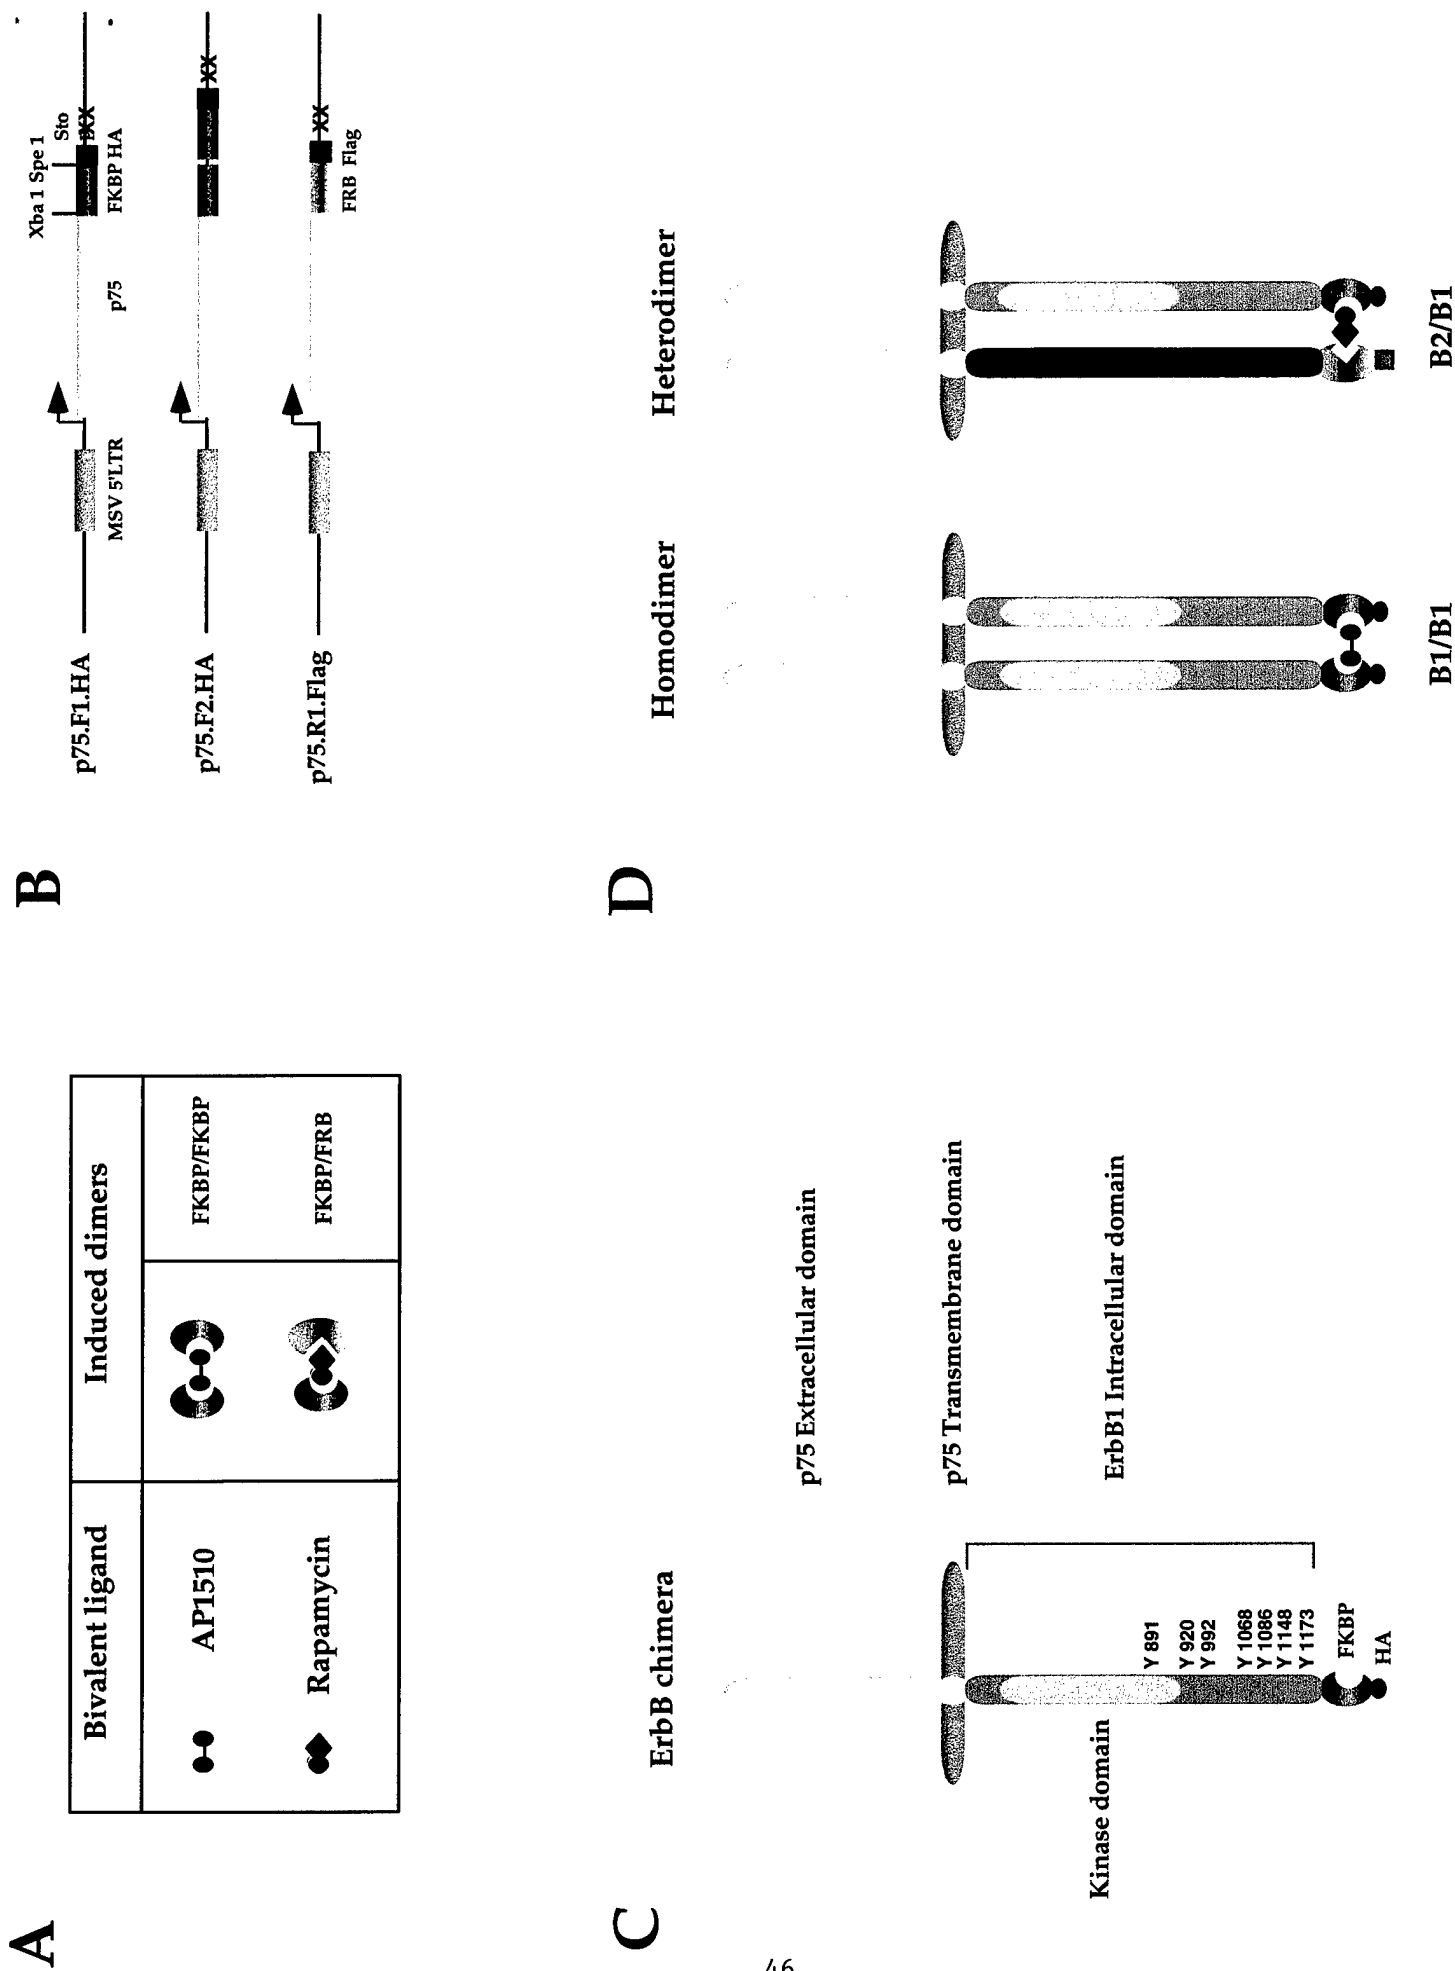 A
Bivalent ligand
Induced dimers
AP1510
FKBP/FKBP
Rapamycin
FKBP/FRB
B
Xba 1 Spe 1
Sto
p75.F1.HA
XX
MSV 5'LTR
p75
FKBP HA
p75.F2.HA
XX
p75.R1.Flag
XX
FRB Flag
C
ErbB chimera
p75 Extracellular domain
p75 Transmembrane domain
Kinase domain
ErbB1 Intracellular domain
Y 891
Y 920
Y 992
Y 1068
Y 1086
Y 1148
Y 1173
FKBP
HA
D
Homodimer
Heterodimer
B1/B1
B2/B1
46